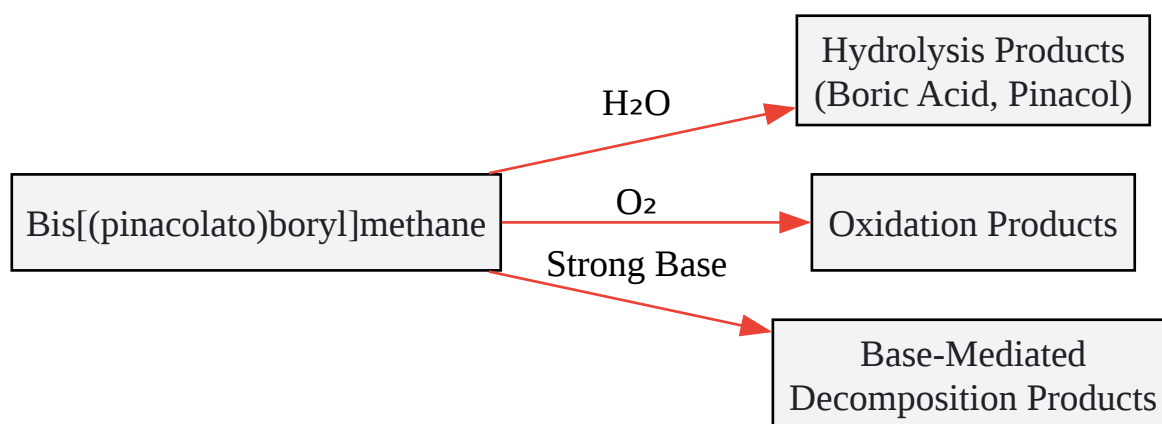 Hydrolysis Products
(Boric Acid, Pinacol)
H₂O
Bis[(pinacolato)boryl]methane
O₂
Oxidation Products
Strong Base
Base-Mediated
Decomposition Products